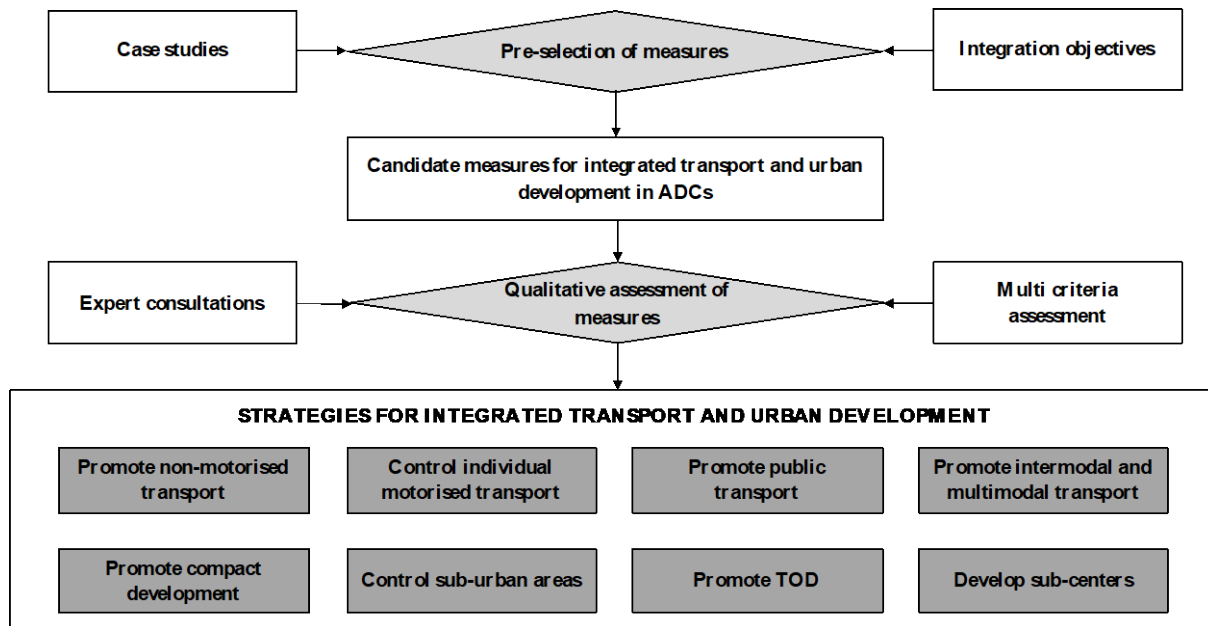 Case studies
Pre-selection of measures
Integration objectives
Candidate measures for integrated transport and urban
development in ADCs
Expert consultations
Qualitative assessment of
measures
Multi criteria
assessment
STRATEGIES FOR INTEGRATED TRANSPORT AND URBAN DEVELOPMENT
Promote non-motorised
transport
Control individual
motorised transport
Promote public
transport
Promote intermodal and
multimodal transport
Promote compact
development
Control sub-urban areas
Promote TOD
Develop sub-centers